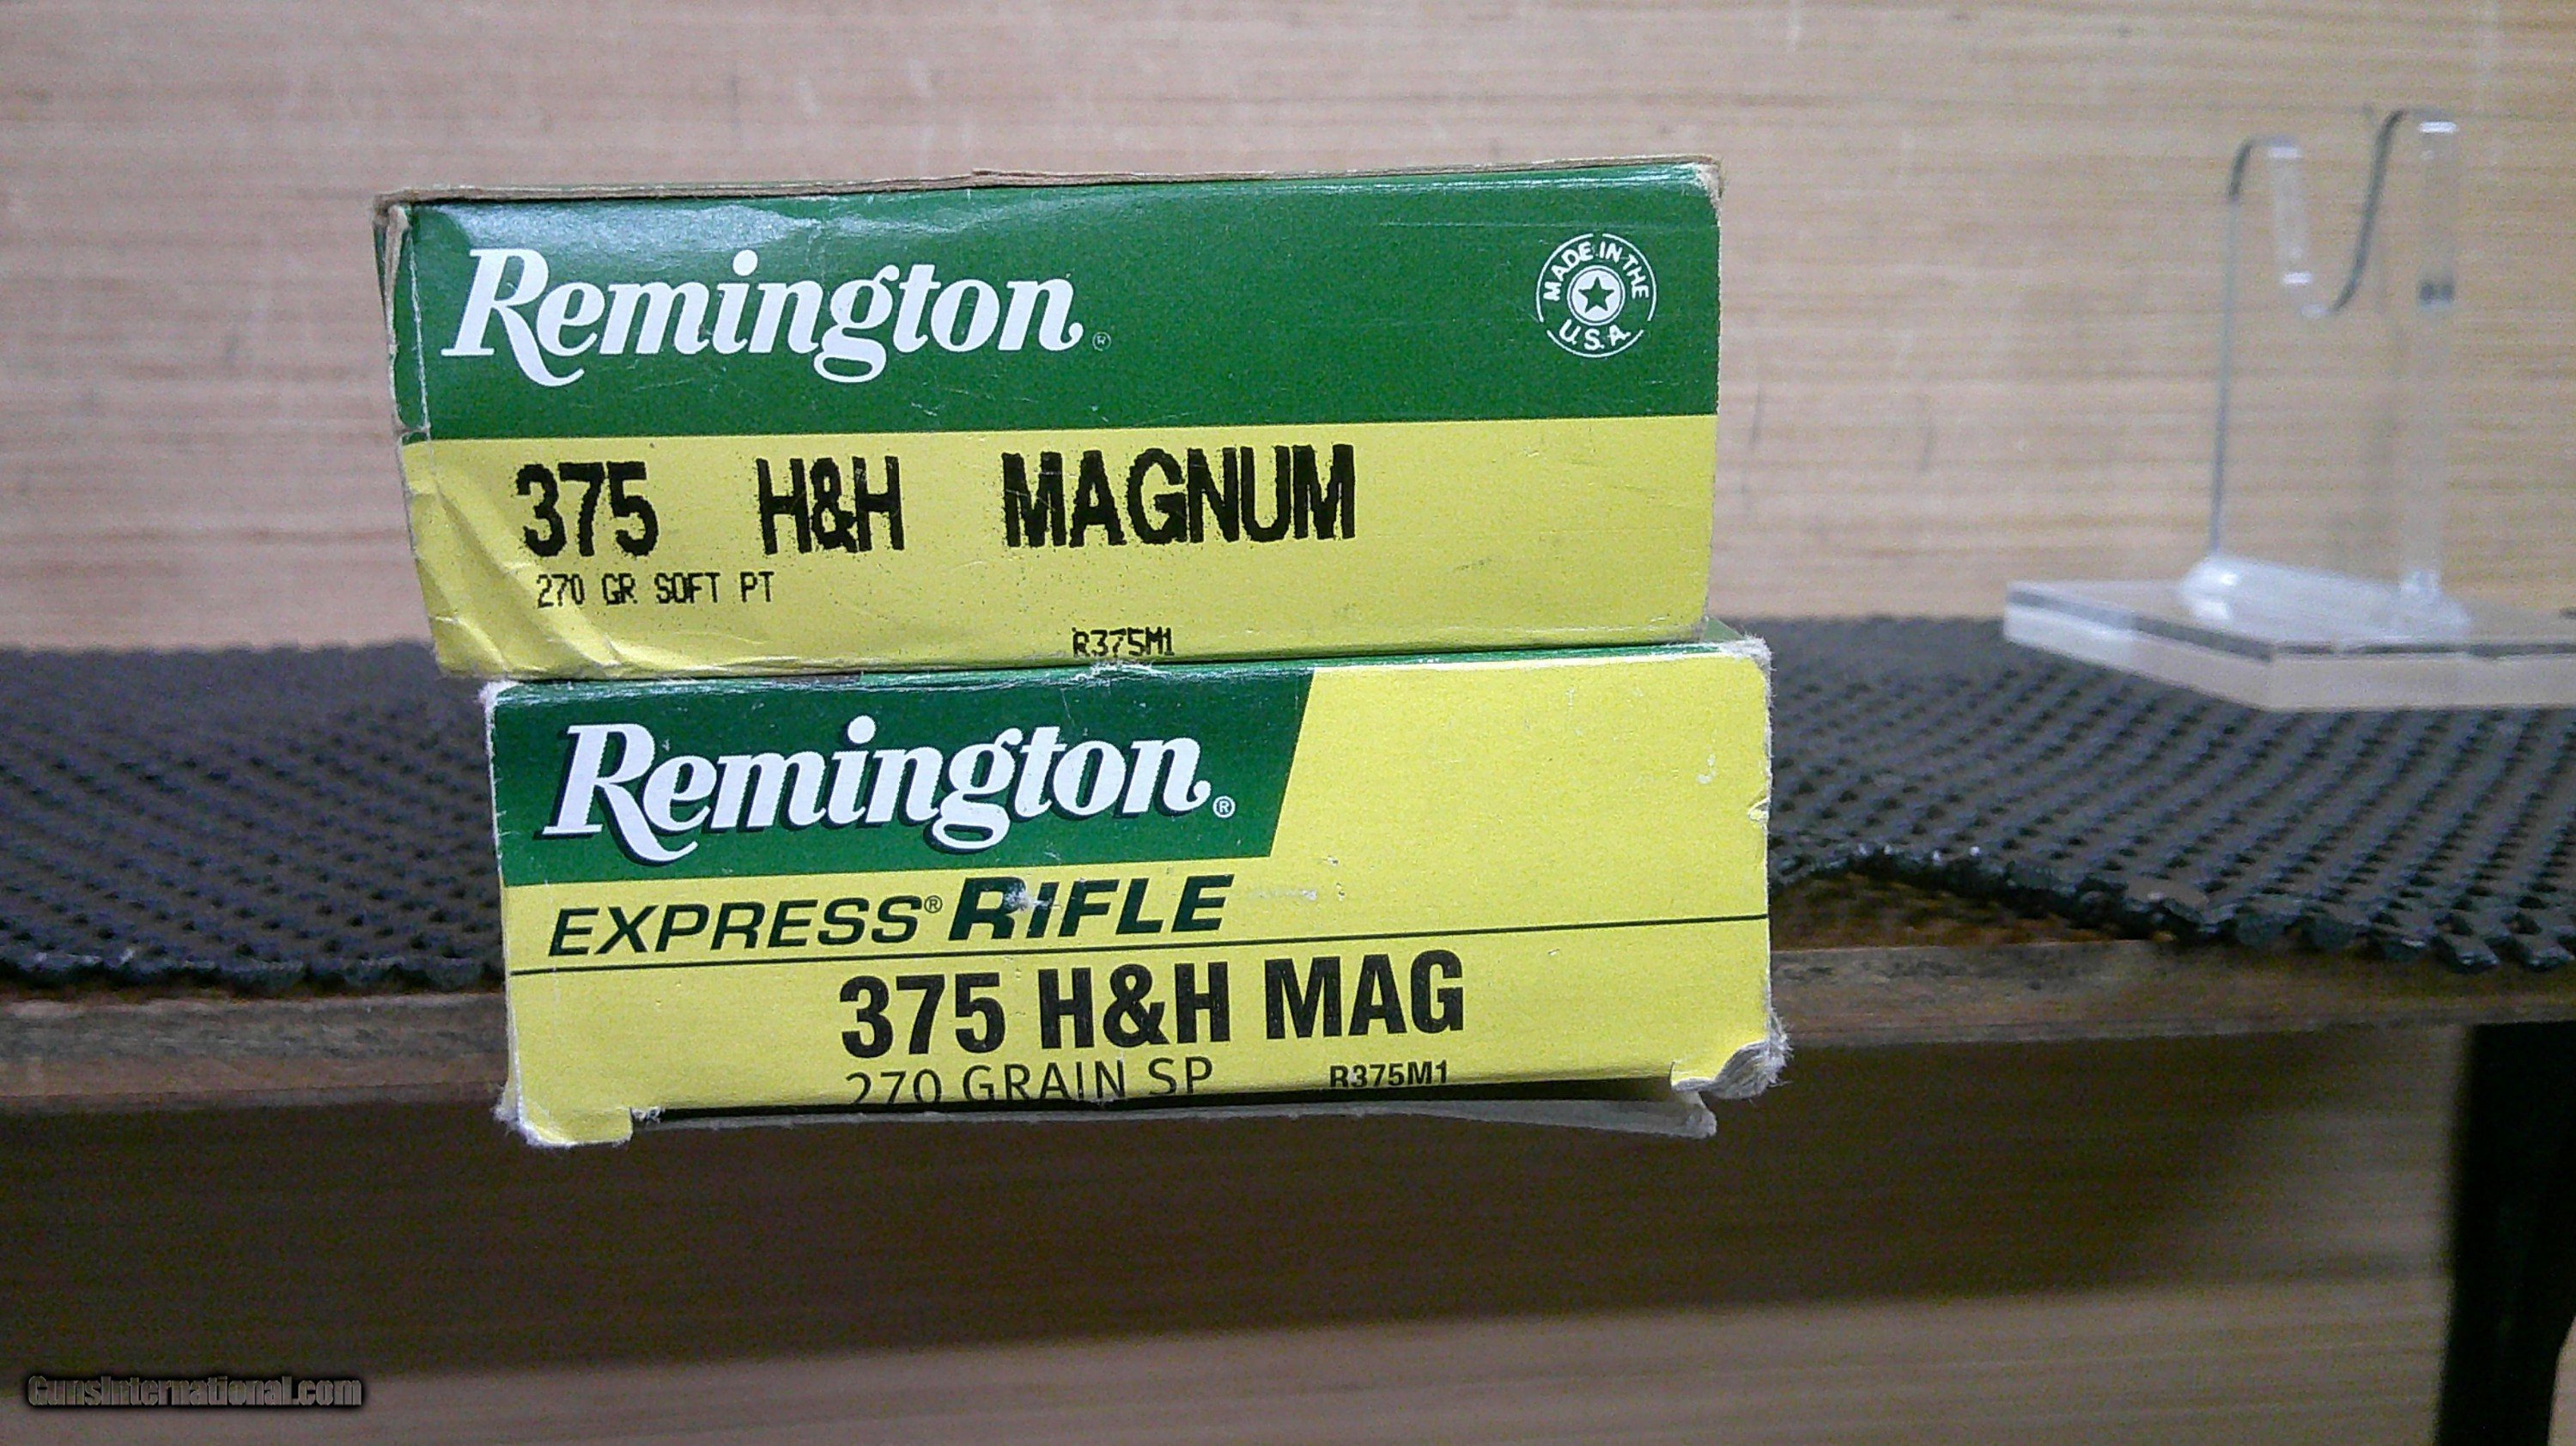 Remington®
MADE IN THE
U.S.A.
375 H&H MAGNUM
270 GR SOFT PT
R375M1
Remington®
EXPRESS® RIFLE
375 H&H MAG
270 GRAIN SP R375M1
GunsInternational.com